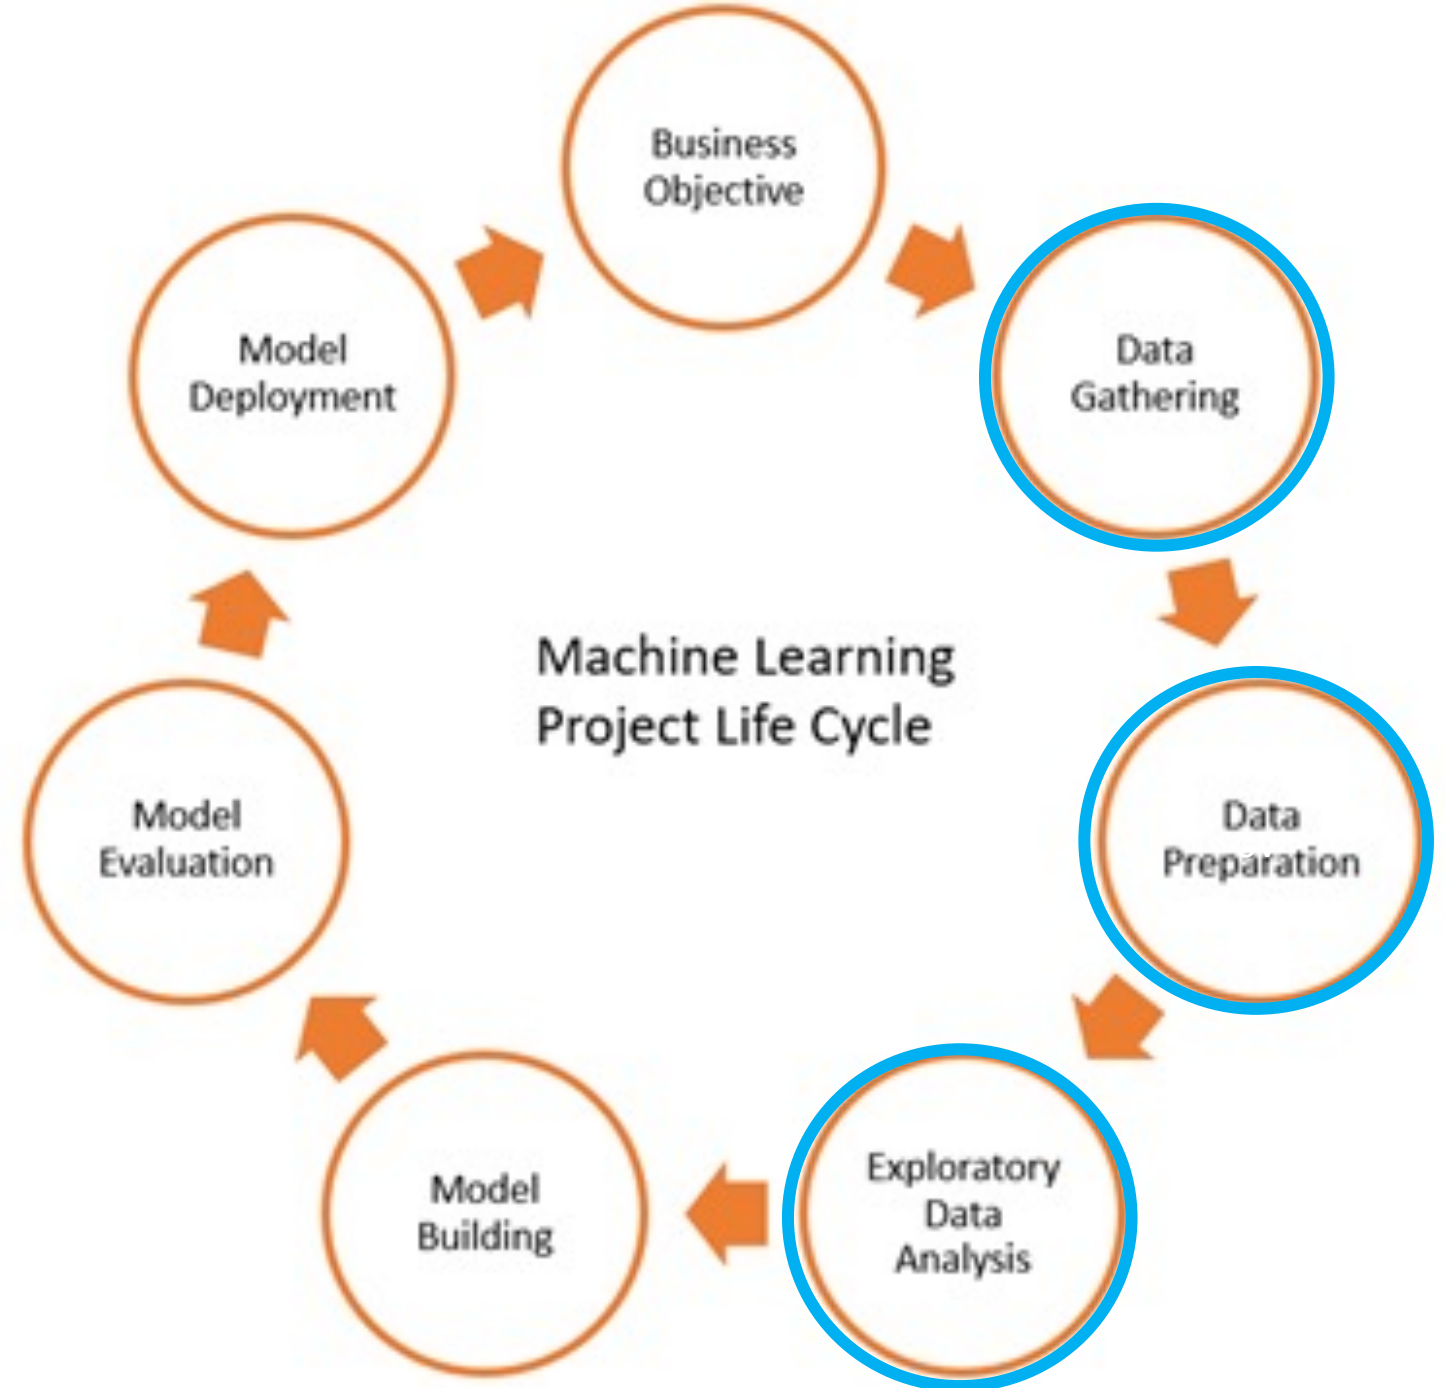 Business
Objective
Data
Gathering
Data
Preparation
Exploratory
Data
Analysis
Model
Building
Model
Evaluation
Model
Deployment
Machine Learning
Project Life Cycle